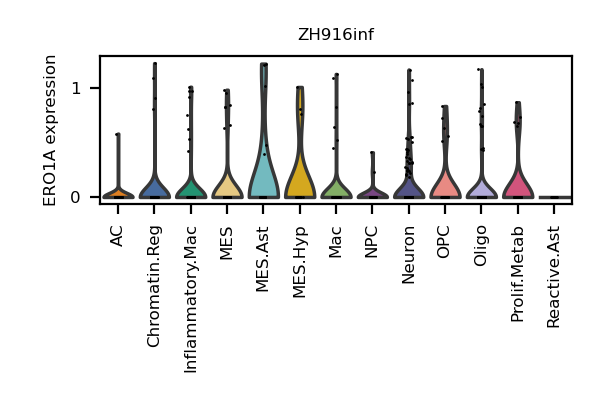 ZH916inf
ERO1A expression
1
0
AC
Chromatin.Reg
Inflammatory.Mac
MES
MES.Ast
MES.Hyp
Mac
NPC
Neuron
OPC
Oligo
Prolif.Metab
Reactive.Ast